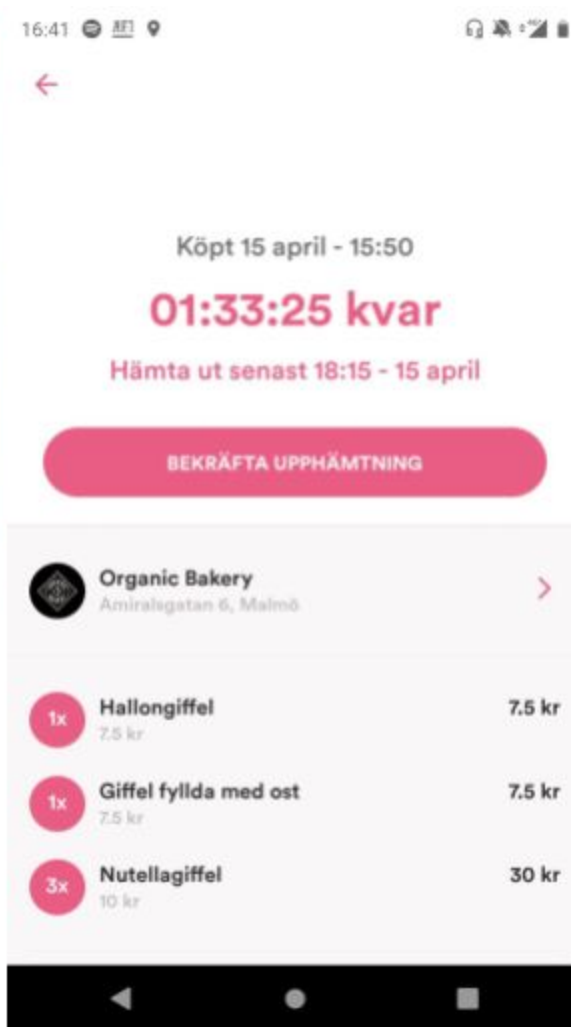 16:41
Köpt 15 april - 15:50
01:33:25 kvar
Hämta ut senast 18:15 - 15 april
BEKRÄFTA UPPHÄMTNING
Organic Bakery
Amiralsgatan 6, Malmö
1x Hallongiffel 7.5 kr
7.5 kr
1x Giffel fyllda med ost 7.5 kr
7.5 kr
3x Nutellagiffel 30 kr
10 kr